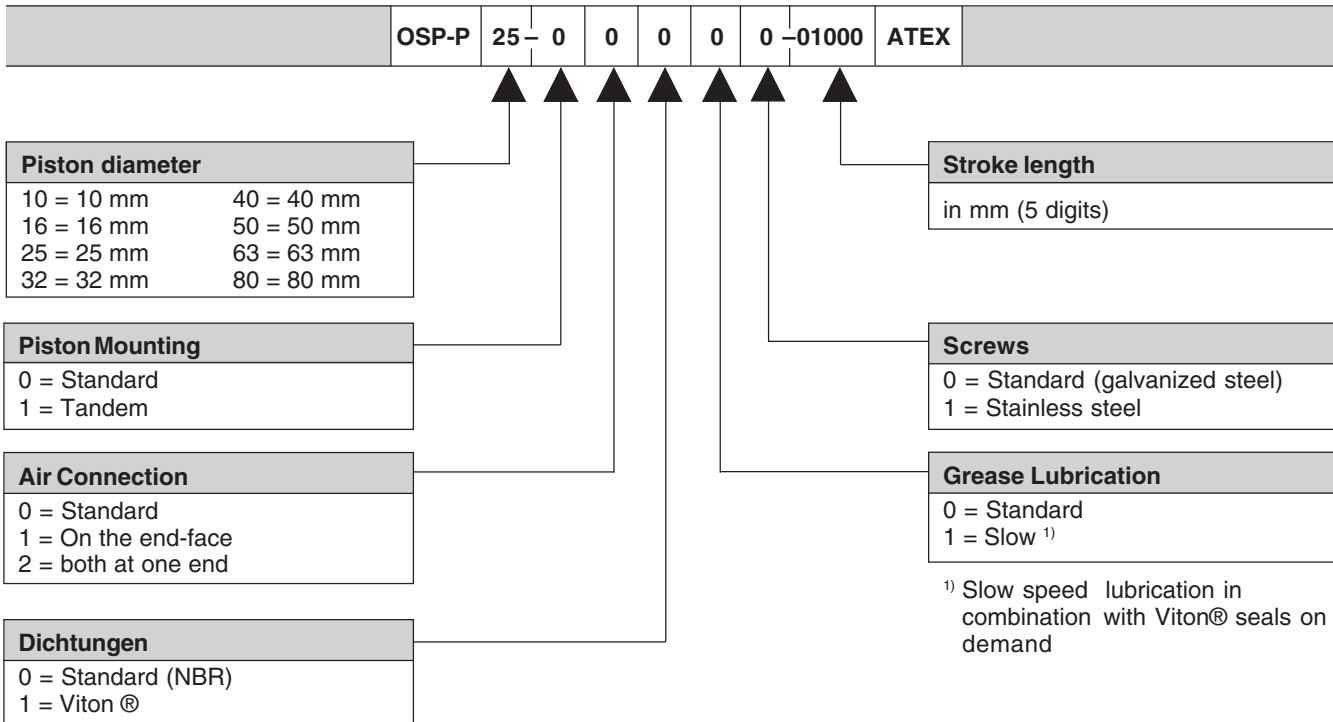 OSP-P 25 – 0 0 0 0 0 –01000 ATEX
Piston diameter
10 = 10 mm 40 = 40 mm
16 = 16 mm 50 = 50 mm
25 = 25 mm 63 = 63 mm
32 = 32 mm 80 = 80 mm
Piston Mounting
0 = Standard
1 = Tandem
Air Connection
0 = Standard
1 = On the end-face
2 = both at one end
Dichtungen
0 = Standard (NBR)
1 = Viton ®
Stroke length
in mm (5 digits)
Screws
0 = Standard (galvanized steel)
1 = Stainless steel
Grease Lubrication
0 = Standard
1 = Slow 1)
1) Slow speed lubrication in
combination with Viton® seals on
demand